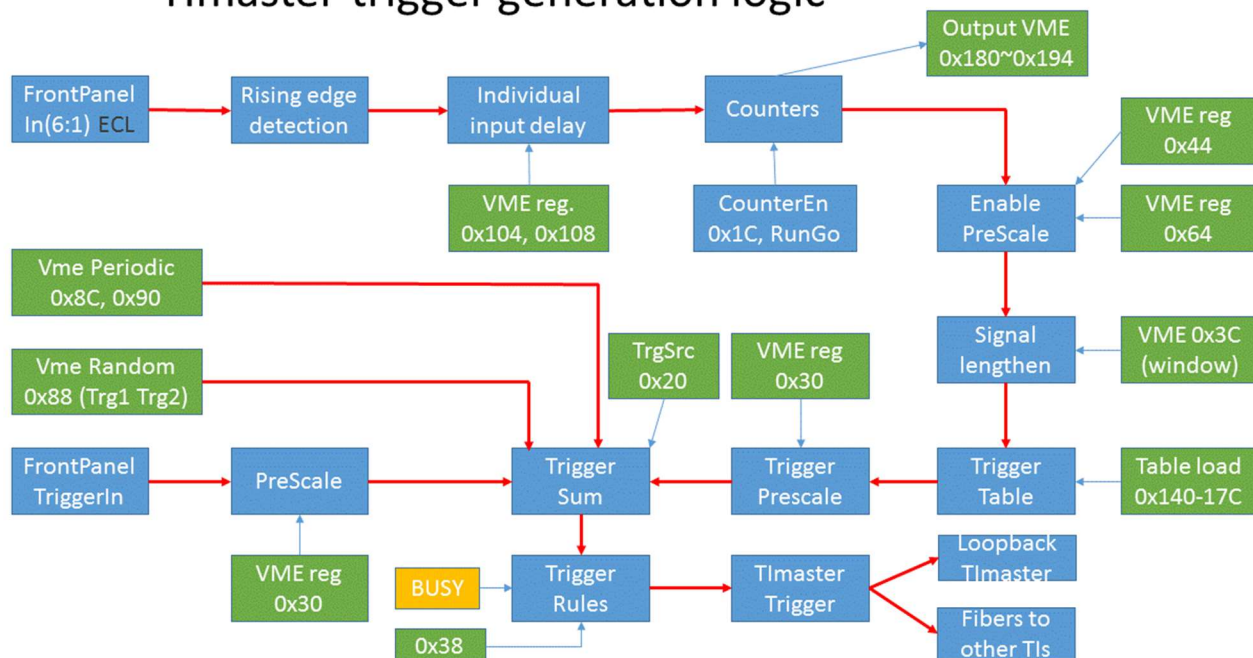 TImaster trigger generation logic
Output VME
0x180~0x194
FrontPanel
In(6:1) ECL
Rising edge
detection
Individual
input delay
Counters
VME reg
0x44
VME reg.
0x104, 0x108
CounterEn
0x1C, RunGo
Enable
PreScale
VME reg
0x64
Vme Periodic
0x8C, 0x90
Signal
lengthen
VME 0x3C
(window)
Vme Random
0x88 (Trg1 Trg2)
TrgSrc
0x20
VME reg
0x30
FrontPanel
TriggerIn
PreScale
Trigger
Sum
Trigger
Prescale
Trigger
Table
Table load
0x140-17C
VME reg
0x30
BUSY
Trigger
Rules
TImaster
Trigger
Loopback
TImaster
0x38
Fibers to
other TIs